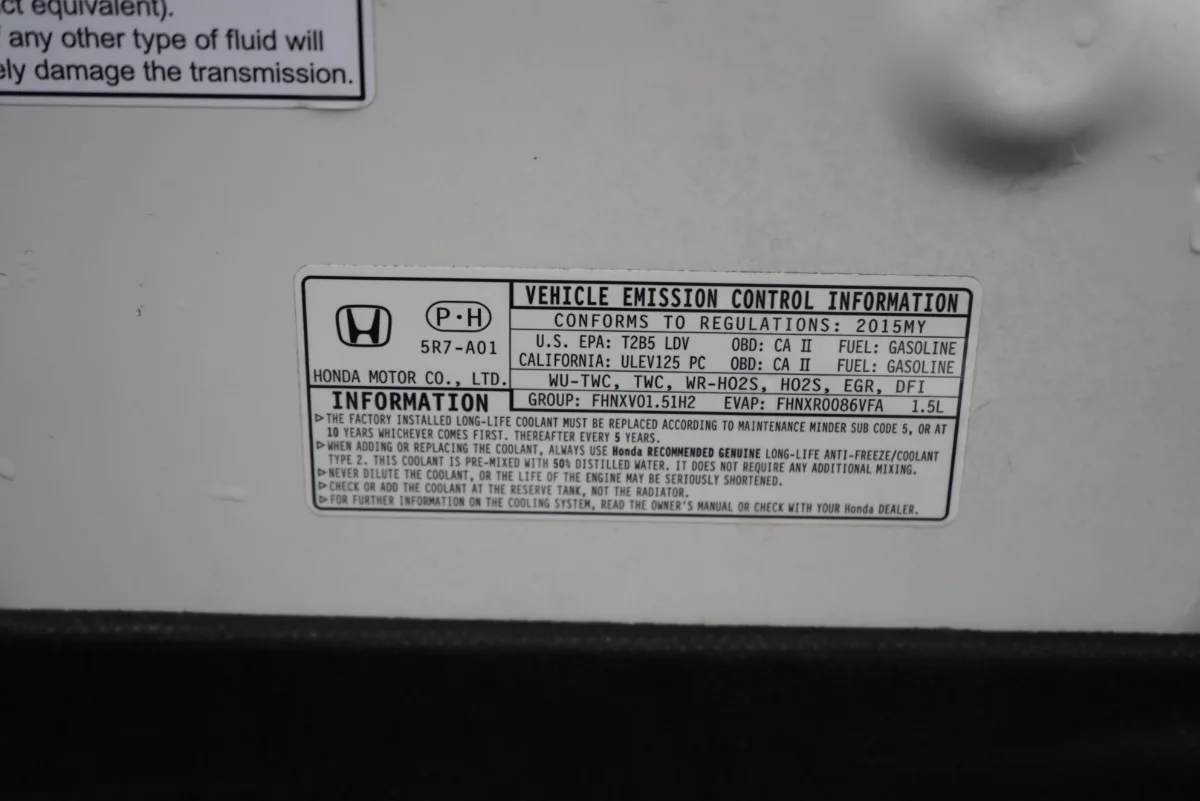 ct equivalent).
any other type of fluid will
ely damage the transmission.
P·H
5R7-A01
HONDA MOTOR CO., LTD.
VEHICLE EMISSION CONTROL INFORMATION
CONFORMS TO REGULATIONS: 2015MY
U.S. EPA: T2B5 LDV OBD: CA II FUEL: GASOLINE
CALIFORNIA: ULEV125 PC OBD: CA II FUEL: GASOLINE
WU-TWC, TWC, WR-HO2S, HO2S, EGR, DFI
GROUP: FHNXV01.51H2 EVAP: FHNXR0086VFA 1.5L
INFORMATION
▷THE FACTORY INSTALLED LONG-LIFE COOLANT MUST BE REPLACED ACCORDING TO MAINTENANCE MINDER SUB CODE 5, OR AT
10 YEARS WHICHEVER COMES FIRST. THEREAFTER EVERY 5 YEARS.
▷WHEN ADDING OR REPLACING THE COOLANT, ALWAYS USE Honda RECOMMENDED GENUINE LONG-LIFE ANTI-FREEZE/COOLANT
TYPE 2. THIS COOLANT IS PRE-MIXED WITH 50% DISTILLED WATER. IT DOES NOT REQUIRE ANY ADDITIONAL MIXING.
▷NEVER DILUTE THE COOLANT, OR THE LIFE OF THE ENGINE MAY BE SERIOUSLY SHORTENED.
▷CHECK OR ADD THE COOLANT AT THE RESERVE TANK, NOT THE RADIATOR.
▷FOR FURTHER INFORMATION ON THE COOLING SYSTEM, READ THE OWNER'S MANUAL OR CHECK WITH YOUR Honda DEALER.